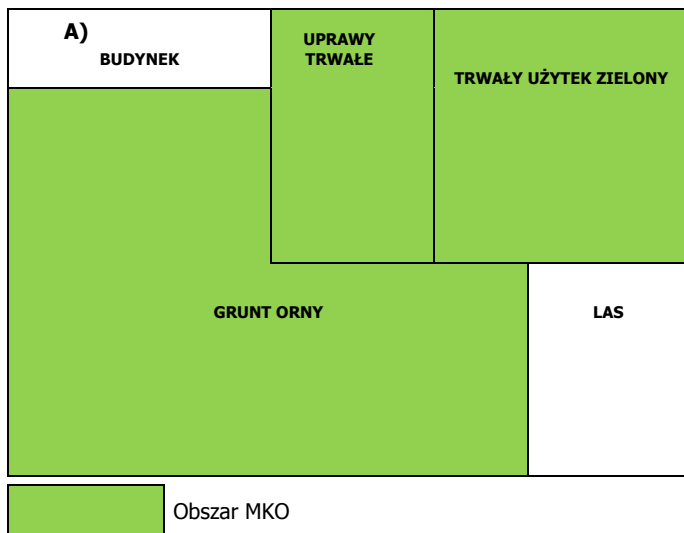 A)
BUDYNEK
UPRAWY
TRWAŁE
TRWAŁY UŻYTEK ZIELONY
GRUNT ORNY
LAS
Obszar MKO